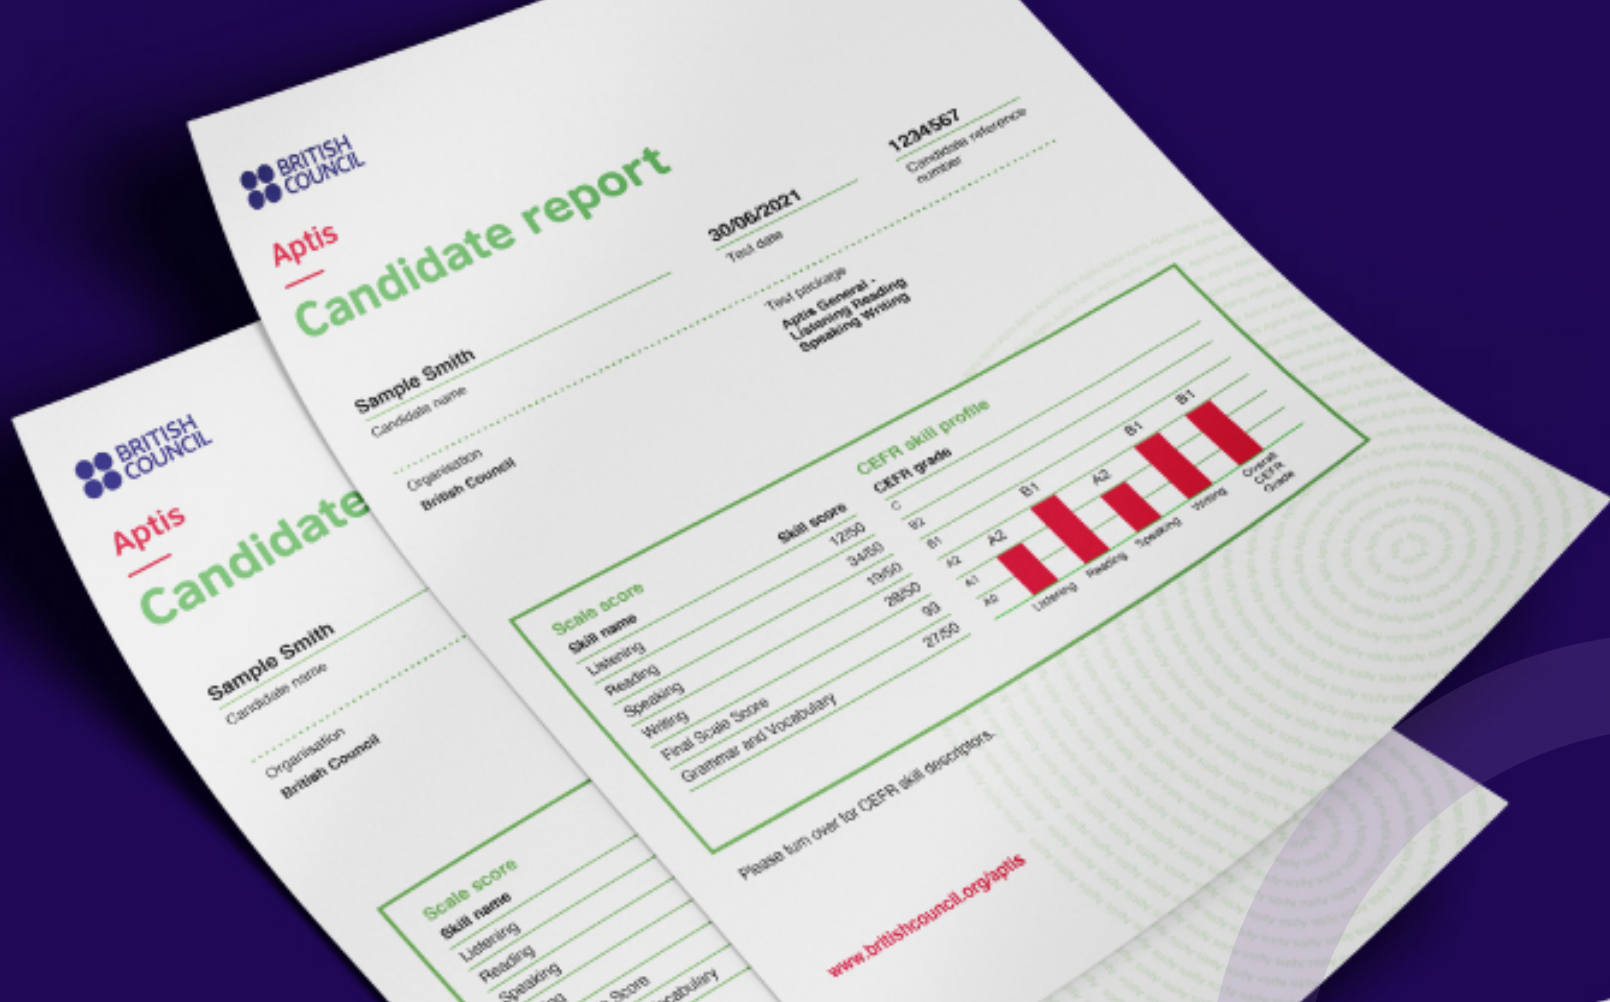 BRITISH
COUNCIL
Aptis
Candidate report
Sample Smith
Candidate name
30/06/2021
Test date
1234567
Candidate reference
number
Organisation
British Council
Test package
Aptis General -
Listening Reading
Speaking Writing
Scale score
Skill name Skill score
Listening 12/50
Reading 34/50
Speaking 19/50
Writing 28/50
Final Scale Score 93
Grammar and Vocabulary 27/50
CEFR skill profile
CEFR grade
C
B2
B1
A2
A1
A0
A2
B1
A2
B1
B1
Listening
Reading
Speaking
Writing
Overall
CEFR
Grade
Please turn over for CEFR skill descriptors.
www.britishcouncil.org/aptis
BRITISH
COUNCIL
Aptis
Candidate
Sample Smith
Candidate name
Organisation
British Council
Scale score
Skill name
Listening
Reading
Speaking
Score